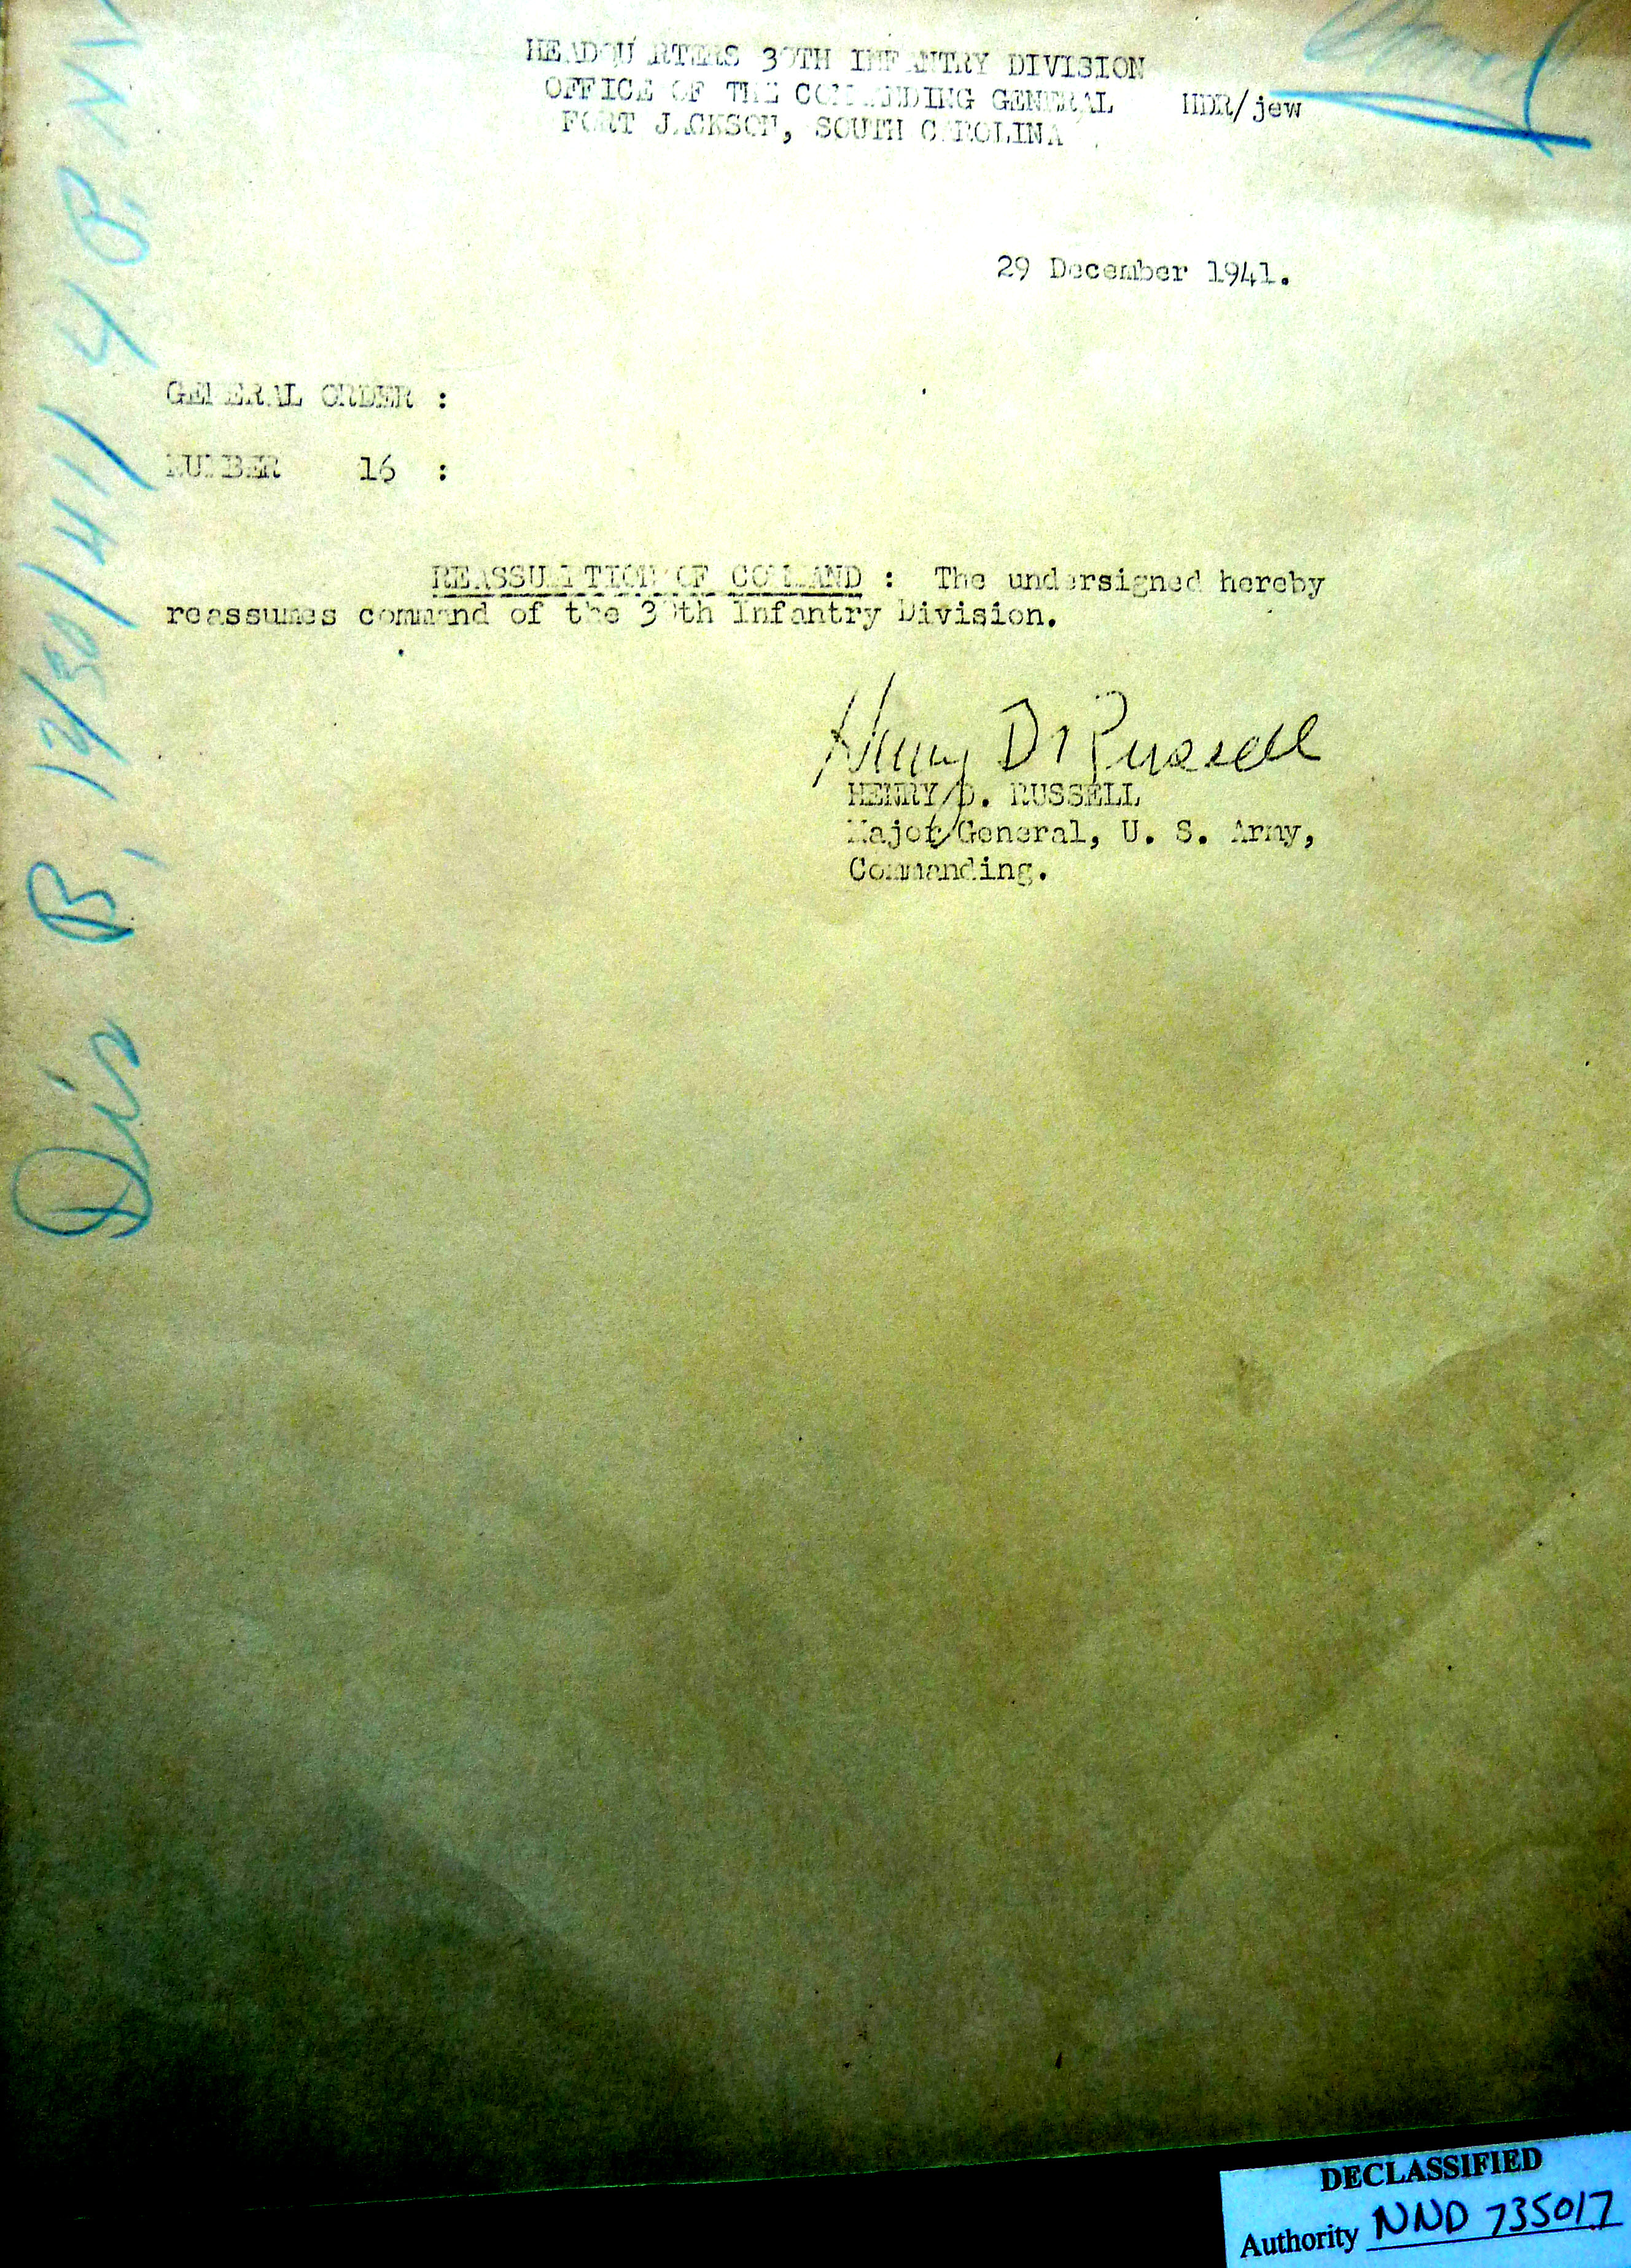 HEADQUARTERS 30TH INFANTRY DIVISION
OFFICE OF THE COMMANDING GENERAL HDR/jew
FORT JACKSON, SOUTH CAROLINA
29 December 1941.
GENERAL ORDER :
NUMBER 16 :
REASSUMPTION OF COMMAND : The undersigned hereby
reassumes command of the 30th Infantry Division.
Henry D Russell
HENRY D. RUSSELL
Major General, U. S. Army,
Commanding.
Dis B, 12/30/41
DECLASSIFIED
Authority NND 735017